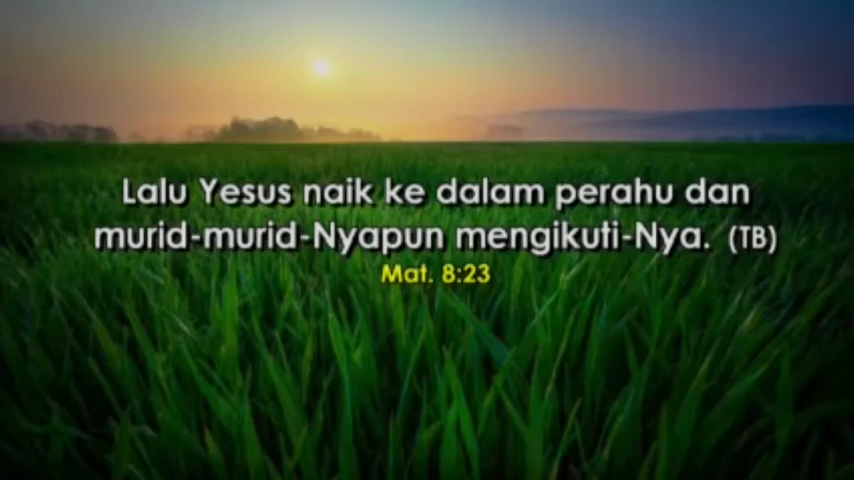 Lalu Yesus naik ke dalam perahu dan
murid-murid-Nyapun mengikuti-Nya. (TB)
Mat. 8:23